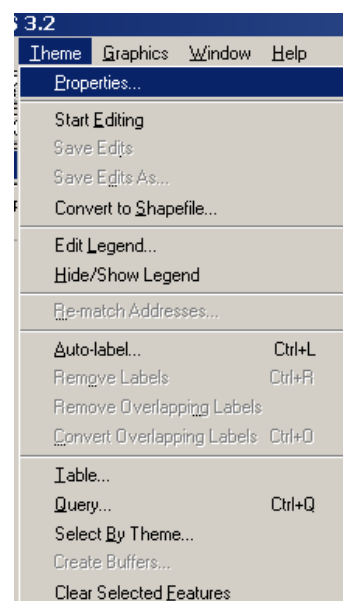 S 3.2
Theme Graphics Window Help
Properties...
Start Editing
Save Edits
Save Edits As...
Convert to Shapefile...
Edit Legend...
Hide/Show Legend
Re-match Addresses...
Auto-label... Ctrl+L
Remove Labels Ctrl+R
Remove Overlapping Labels
Convert Overlapping Labels Ctrl+O
Table...
Query... Ctrl+Q
Select By Theme...
Create Buffers...
Clear Selected Features